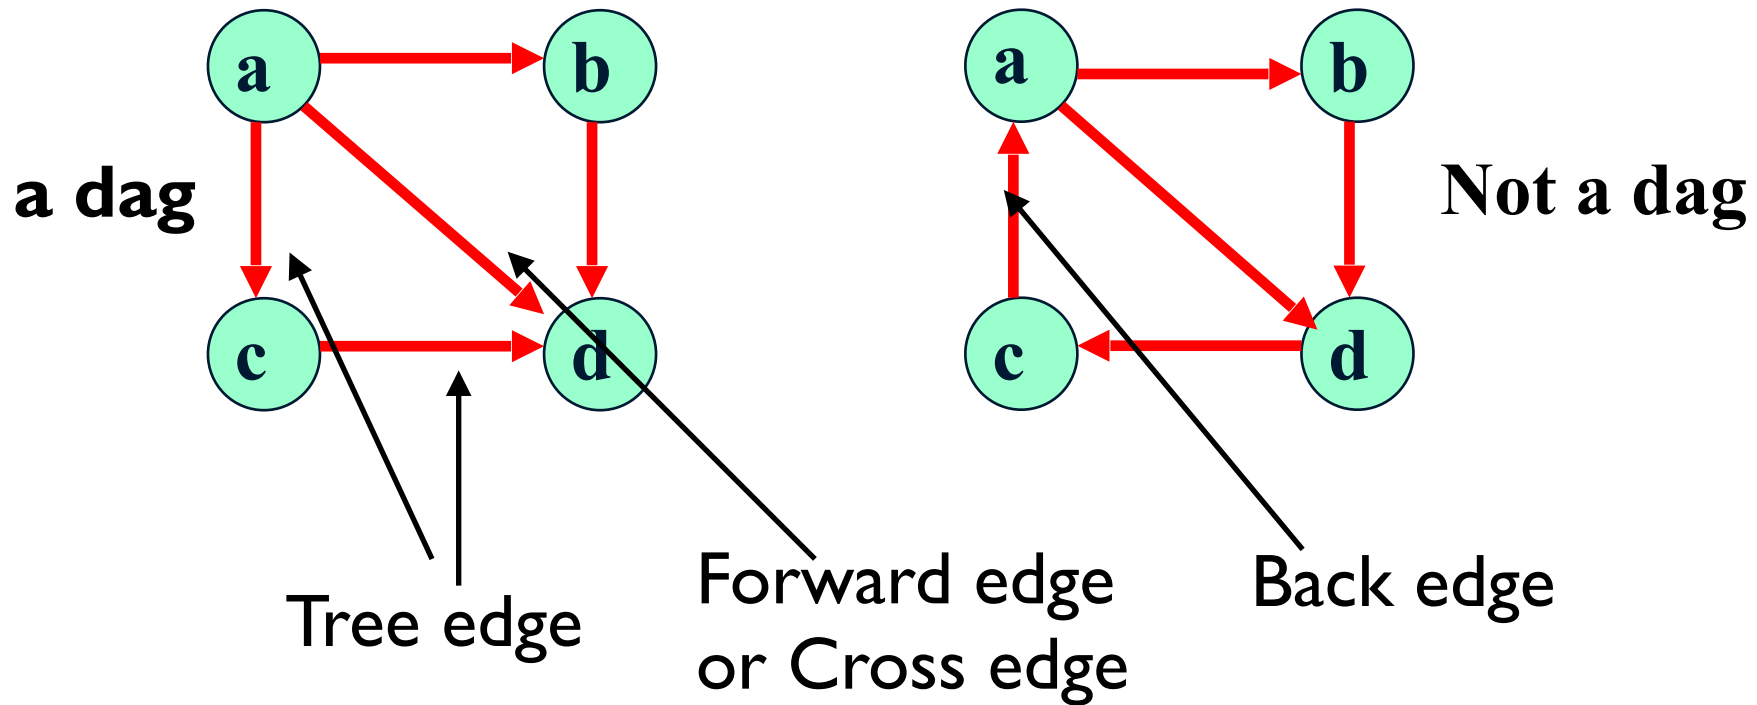 a
b
a
b
a dag
Not a dag
c
d
c
d
Tree edge
Forward edge
or Cross edge
Back edge